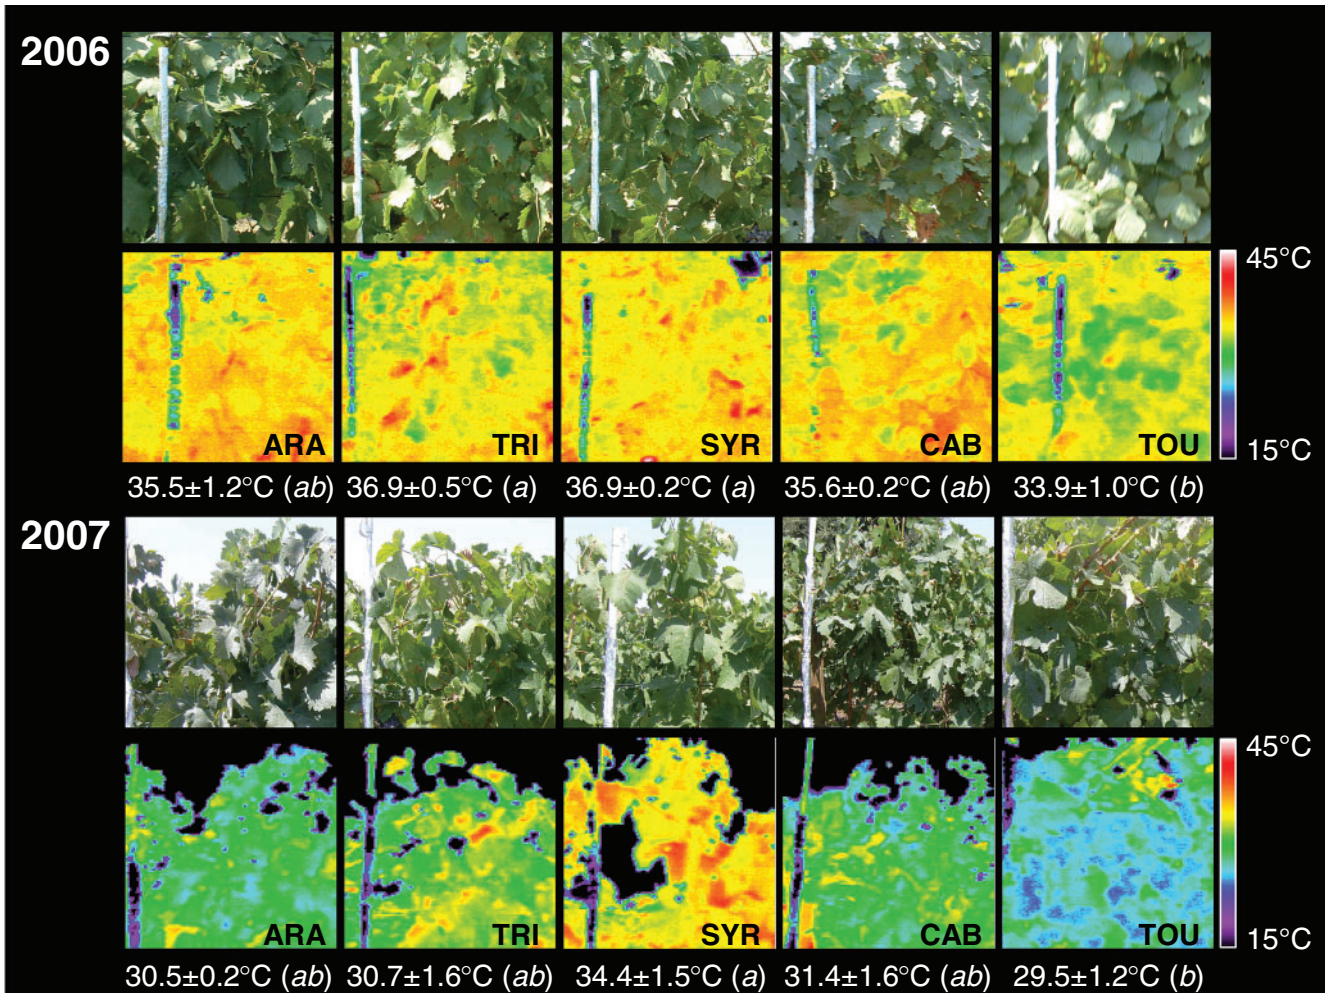 2006
45°C
ARA TRI SYR CAB TOU 15°C
35.5±1.2°C (ab) 36.9±0.5°C (a) 36.9±0.2°C (a) 35.6±0.2°C (ab) 33.9±1.0°C (b)
2007
45°C
ARA TRI SYR CAB TOU 15°C
30.5±0.2°C (ab) 30.7±1.6°C (ab) 34.4±1.5°C (a) 31.4±1.6°C (ab) 29.5±1.2°C (b)